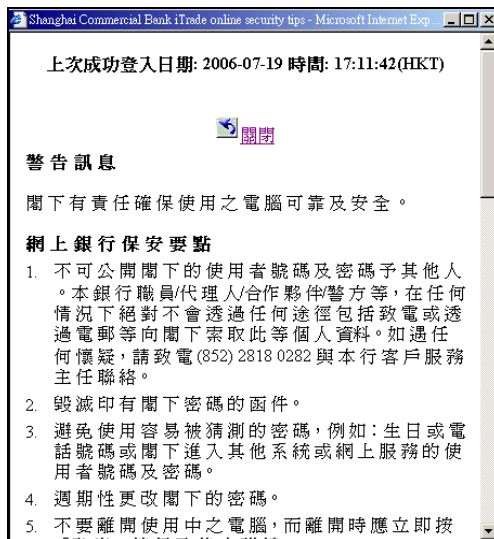 Shanghai Commercial Bank iTrade online security tips - Microsoft Internet Exp...
上次成功登入日期: 2006-07-19 時間: 17:11:42(HKT)
關閉
警告訊息
閣下有責任確保使用之電腦可靠及安全。
網上銀行保安要點
1. 不可公開閣下的使用者號碼及密碼予其他人
。本銀行職員/代理人/合作夥伴/警方等，在任何
情況下絕對不會透過任何途徑包括致電或透
過電郵等向閣下索取此等個人資料。如遇任
何懷疑，請致電(852) 2818 0282與本行客戶服務
主任聯絡。
2. 毀滅印有閣下密碼的函件。
3. 避免使用容易被猜測的密碼，例如：生日或電
話號碼或閣下進入其他系統或網上服務的使
用者號碼及密碼。
4. 週期性更改閣下的密碼。
5. 不要離開使用中之電腦，而離開時應立即按